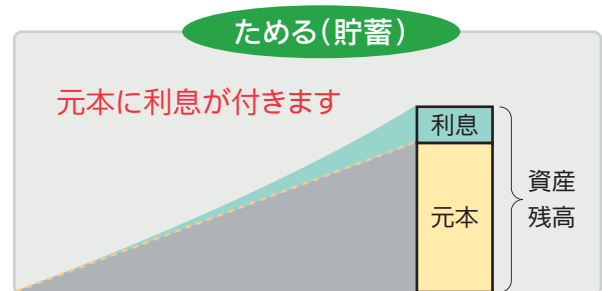 ため​る(貯蓄)
元本に利息が付きます
利息
元本
資産
残高